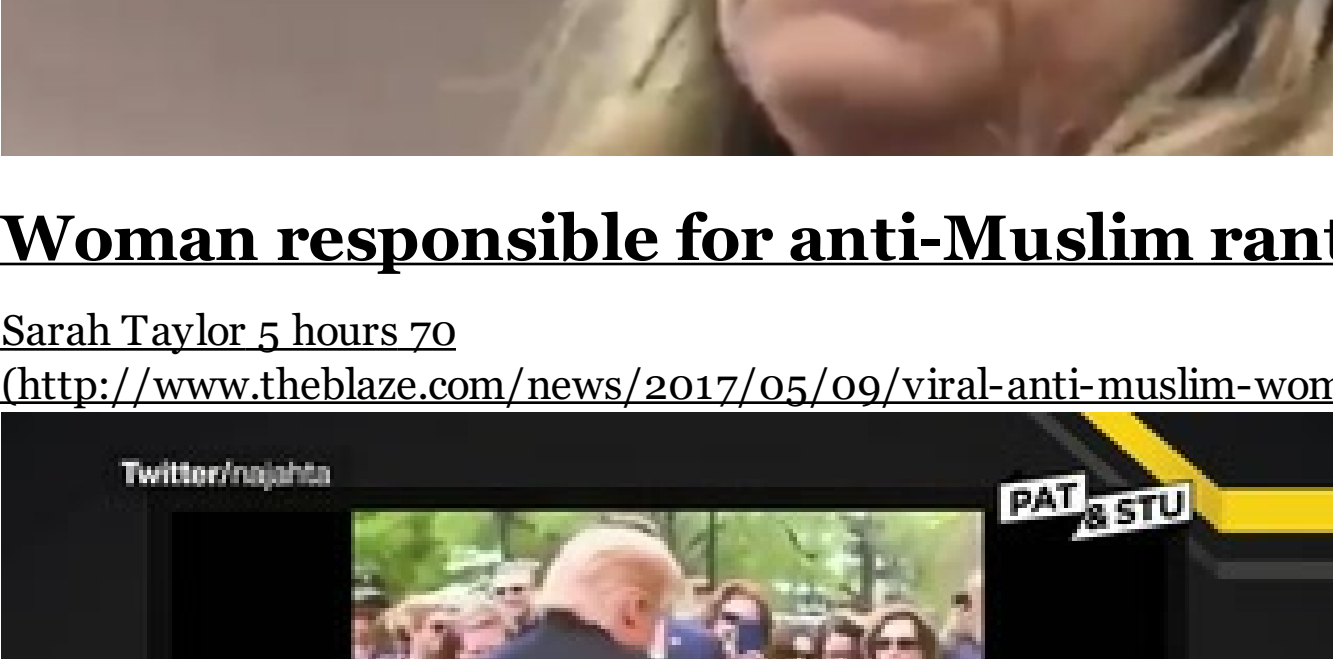 Woman responsible for anti-Muslim rant
Sarah Taylor 5 hours 70
(http://www.theblaze.com/news/2017/05/09/viral-anti-muslim-wom
Twitter/najahta
PAT
& STU